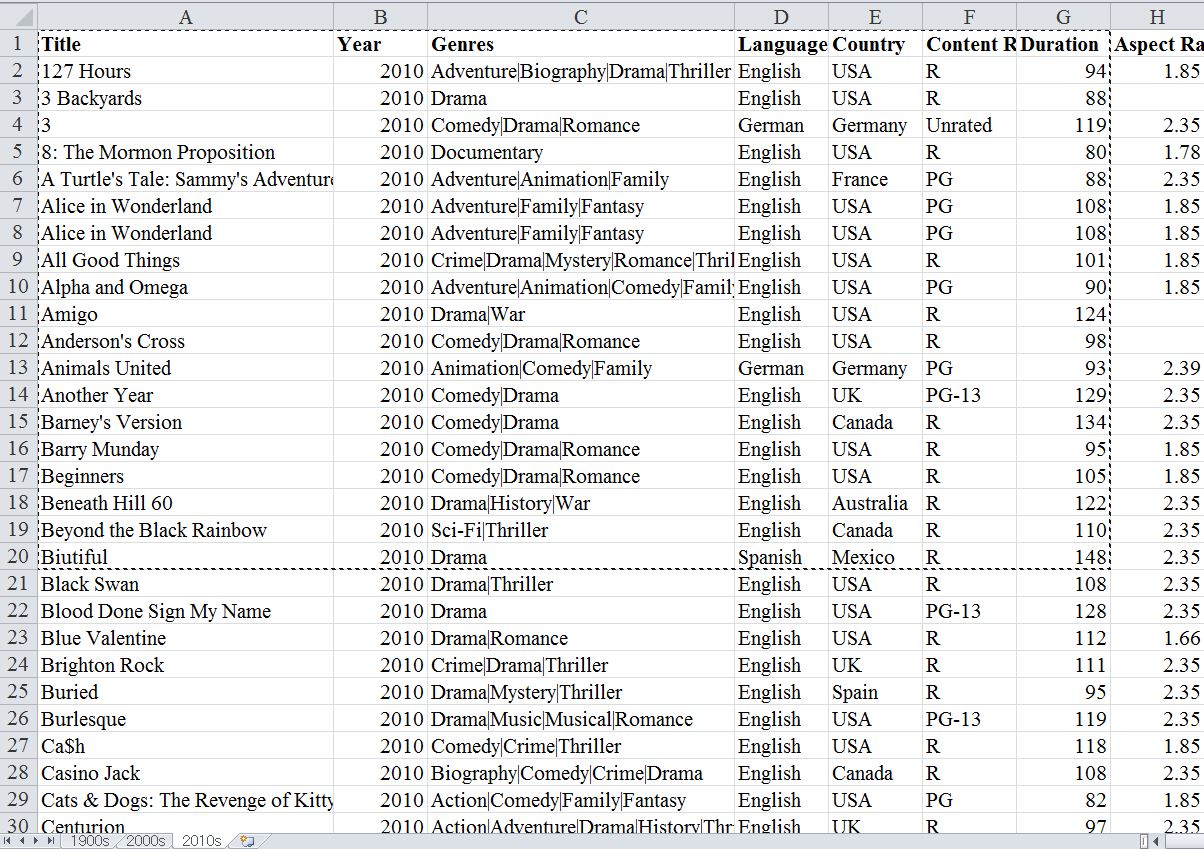 A B C D E F G H
1 Title Year Genres Language Country Content R Duration Aspect Ra
2 127 Hours 2010 Adventure|Biography|Drama|Thriller English USA R 94 1.85
3 3 Backyards 2010 Drama English USA R 88
4 3 2010 Comedy|Drama|Romance German Germany Unrated 119 2.35
5 8: The Mormon Proposition 2010 Documentary English USA R 80 1.78
6 A Turtle's Tale: Sammy's Adventure 2010 Adventure|Animation|Family English France PG 88 2.35
7 Alice in Wonderland 2010 Adventure|Family|Fantasy English USA PG 108 1.85
8 Alice in Wonderland 2010 Adventure|Family|Fantasy English USA PG 108 1.85
9 All Good Things 2010 Crime|Drama|Mystery|Romance|Thril English USA R 101 1.85
10 Alpha and Omega 2010 Adventure|Animation|Comedy|Family English USA PG 90 1.85
11 Amigo 2010 Drama|War English USA R 124
12 Anderson's Cross 2010 Comedy|Drama|Romance English USA R 98
13 Animals United 2010 Animation|Comedy|Family German Germany PG 93 2.39
14 Another Year 2010 Comedy|Drama English UK PG-13 129 2.35
15 Barney's Version 2010 Comedy|Drama English Canada R 134 2.35
16 Barry Munday 2010 Comedy|Drama|Romance English USA R 95 1.85
17 Beginners 2010 Comedy|Drama|Romance English USA R 105 1.85
18 Beneath Hill 60 2010 Drama|History|War English Australia R 122 2.35
19 Beyond the Black Rainbow 2010 Sci-Fi|Thriller English Canada R 110 2.35
20 Biutiful 2010 Drama Spanish Mexico R 148 2.35
21 Black Swan 2010 Drama|Thriller English USA R 108 2.35
22 Blood Done Sign My Name 2010 Drama English USA PG-13 128 2.35
23 Blue Valentine 2010 Drama|Romance English USA R 112 1.66
24 Brighton Rock 2010 Crime|Drama|Thriller English UK R 111 2.35
25 Buried 2010 Drama|Mystery|Thriller English Spain R 95 2.35
26 Burlesque 2010 Drama|Music|Musical|Romance English USA PG-13 119 2.35
27 Ca$h 2010 Comedy|Crime|Thriller English USA R 118 1.85
28 Casino Jack 2010 Biography|Comedy|Crime|Drama English Canada R 108 2.35
29 Cats & Dogs: The Revenge of Kitty 2010 Action|Comedy|Family|Fantasy English USA PG 82 1.85
30 Centurion 2010 Action|Adventure|Drama|History|Thr English UK R 97 2.35
1900s 2000s 2010s